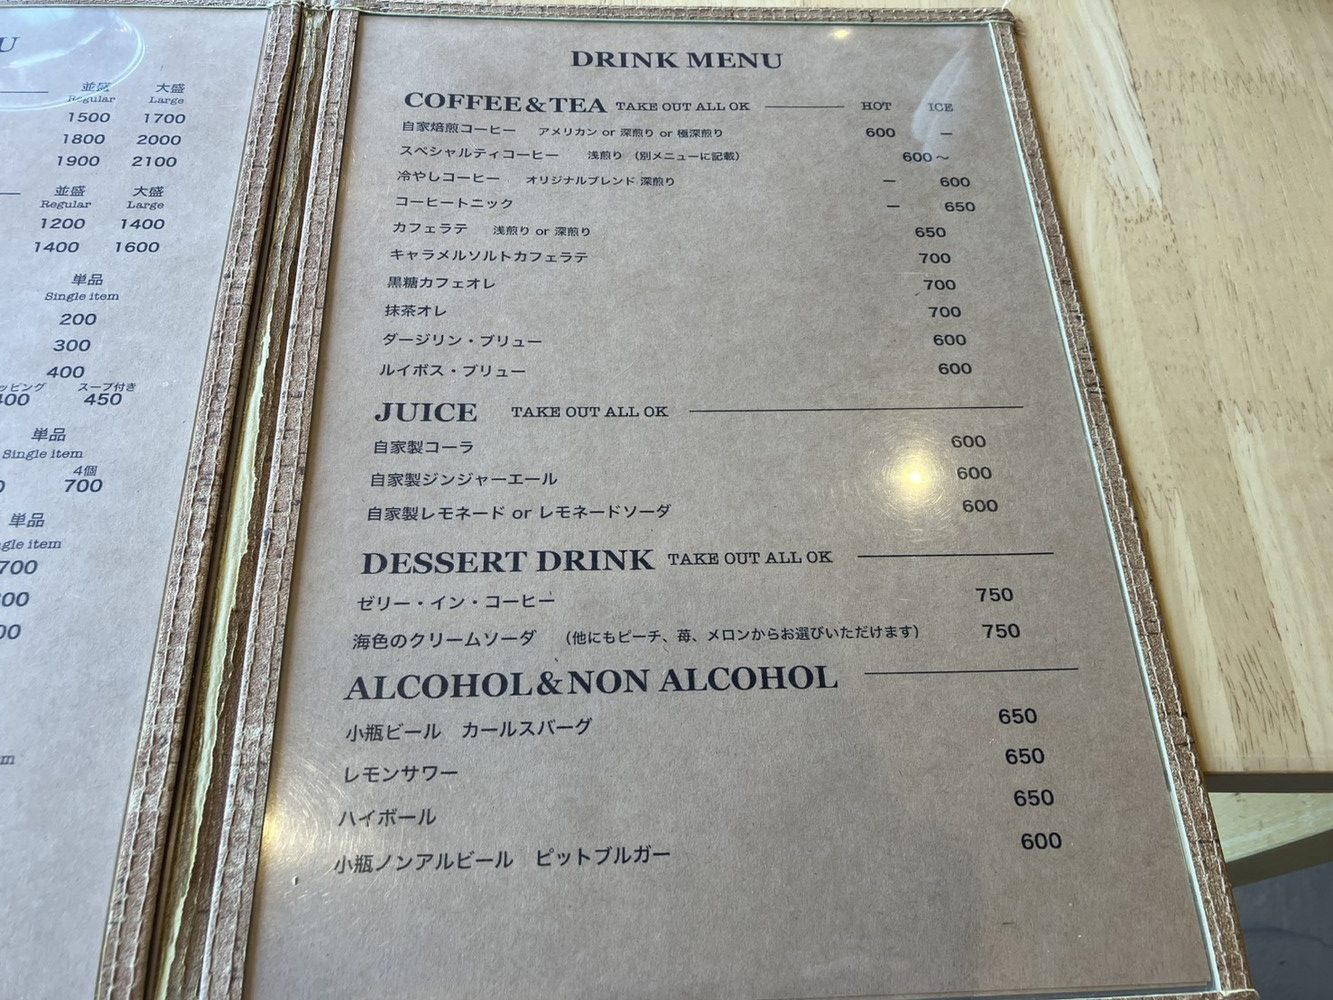 U
並盛 大盛
Regular Large
1500 1700
1800 2000
1900 2100
並盛 大盛
Regular Large
1200 1400
1400 1600
単品
Single item
200
300
400
ッピング スープ付き
400 450
単品
Single item
4個
0 700
単品
gle item
700
00
00
m
DRINK MENU
COFFEE&TEA TAKE OUT ALL OK HOT ICE
自家焙煎コーヒー アメリカン or 深煎り or 極深煎り 600 ー
スペシャルティコーヒー 浅煎り (別メニューに記載) 600〜
冷やしコーヒー オリジナルブレンド 深煎り ー 600
コーヒートニック ー 650
カフェラテ 浅煎り or 深煎り 650
キャラメルソルトカフェラテ 700
黒糖カフェオレ 700
抹茶オレ 700
ダージリン・ブリュー 600
ルイボス・ブリュー 600
JUICE TAKE OUT ALL OK
自家製コーラ 600
自家製ジンジャーエール 600
自家製レモネード or レモネードソーダ 600
DESSERT DRINK TAKE OUT ALL OK
ゼリー・イン・コーヒー 750
海色のクリームソーダ (他にもピーチ、苺、メロンからお選びいただけます) 750
ALCOHOL&NON ALCOHOL
小瓶ビール カールスバーグ 650
レモンサワー 650
ハイボール 650
小瓶ノンアルビール ピットブルガー 600